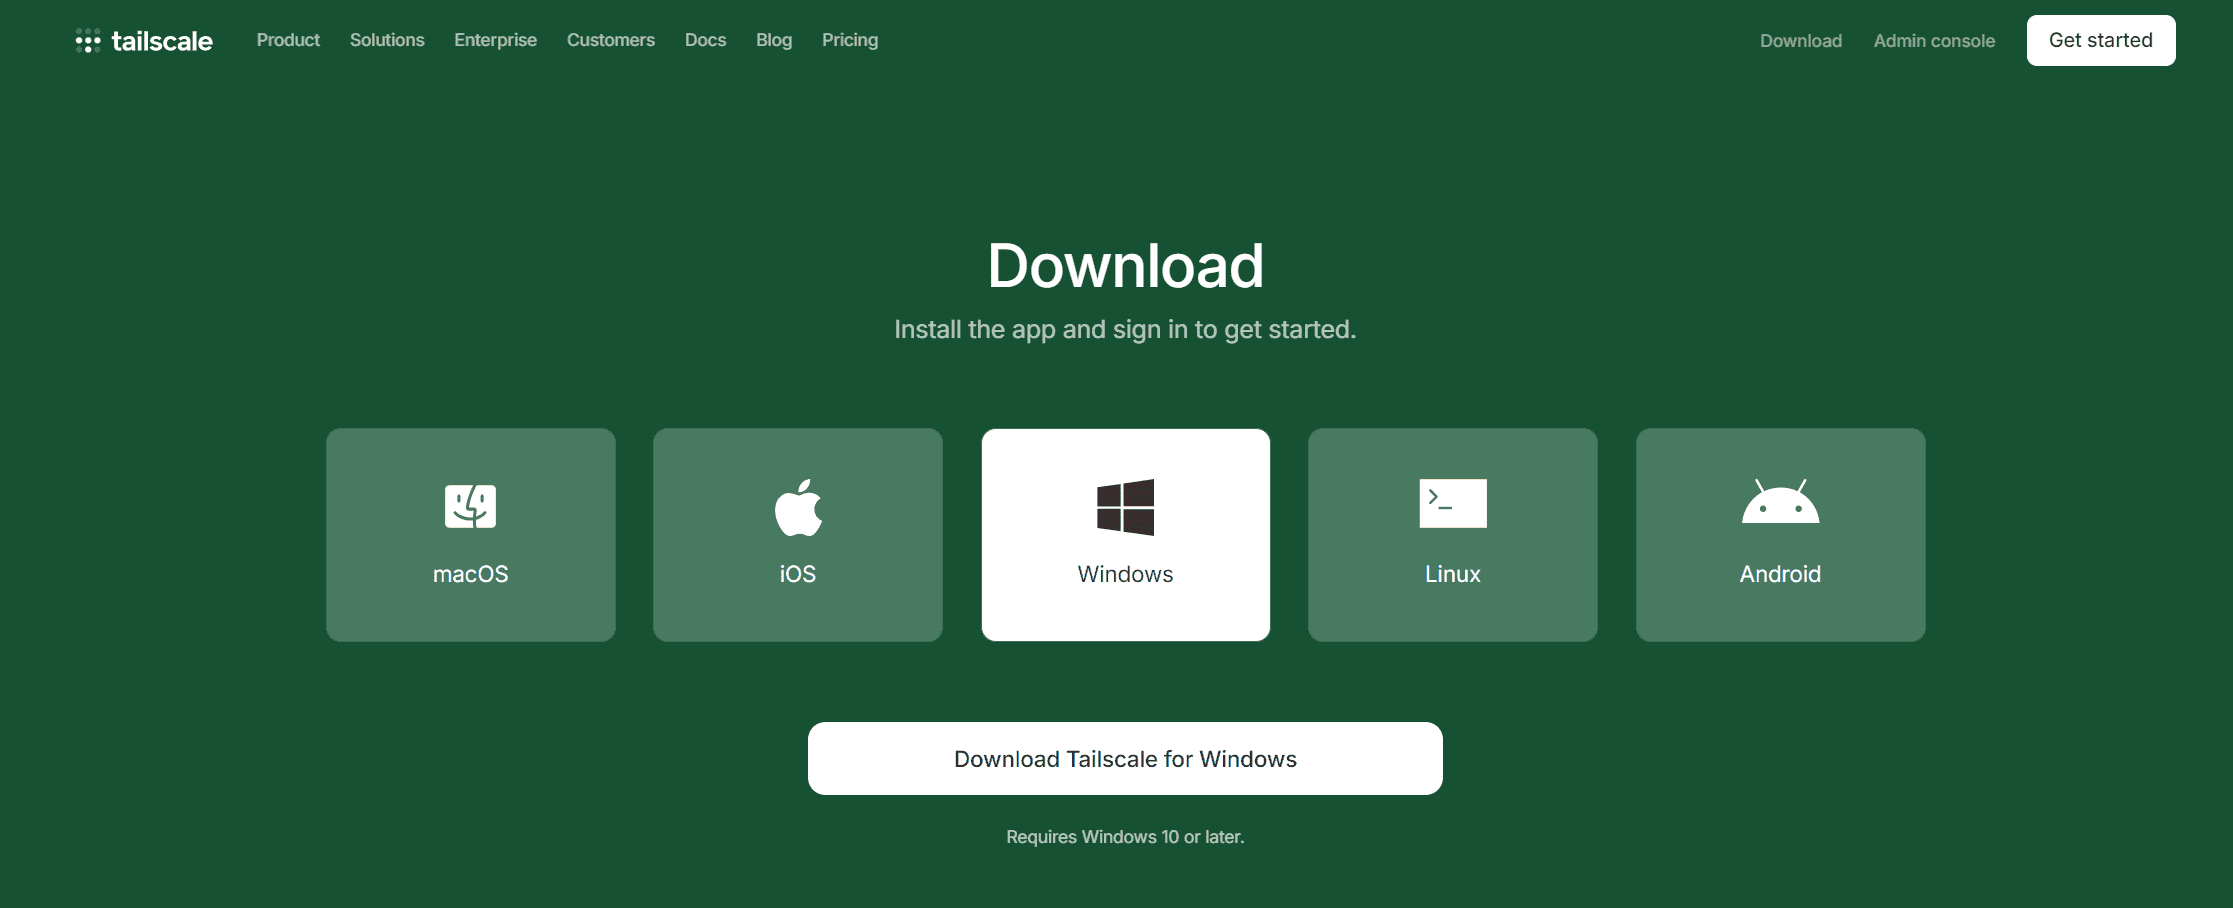 tailscale Product Solutions Enterprise Customers Docs Blog Pricing Download Admin console Get started
Download
Install the app and sign in to get started.
macOS iOS Windows Linux Android
Download Tailscale for Windows
Requires Windows 10 or later.